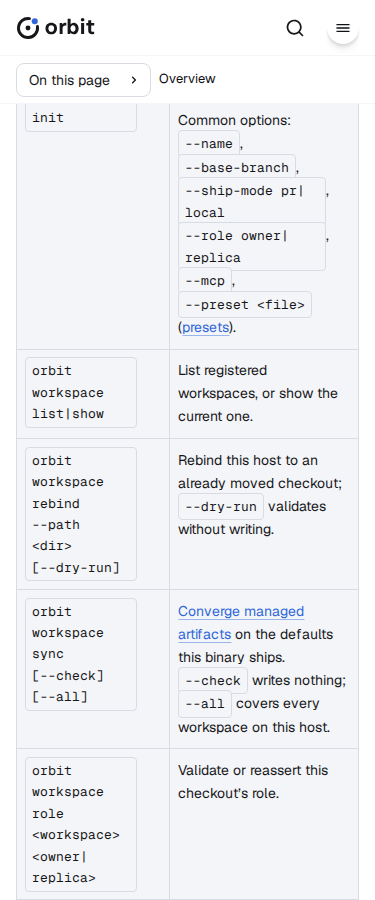 orbit
On this page
Overview
init
Common options:
--name,
--base-branch,
--ship-mode pr|
local,
--role owner|
replica,
--mcp,
--preset <file>
(presets).
orbit
workspace
list|show
List registered
workspaces, or show the
current one.
orbit
workspace
rebind
--path
<dir>
[--dry-run]
Rebind this host to an
already moved checkout;
--dry-run validates
without writing.
orbit
workspace
sync
[--check]
[--all]
Converge managed
artifacts on the defaults
this binary ships.
--check writes nothing;
--all covers every
workspace on this host.
orbit
workspace
role
<workspace>
<owner|
replica>
Validate or reassert this
checkout's role.